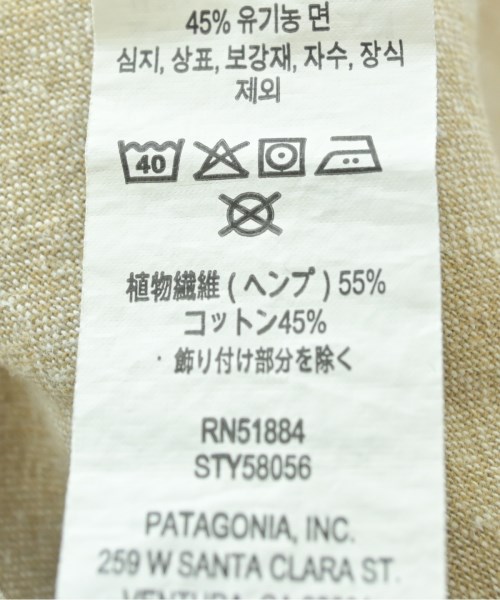 45% 유기농 면
심지, 상표, 보강재, 자수, 장식
제외
40
植物繊維 ( ヘンプ ) 55%
コットン45%
・飾り付け部分を除く
RN51884
STY58056
PATAGONIA, INC.
259 W SANTA CLARA ST.
VENTURA, CA